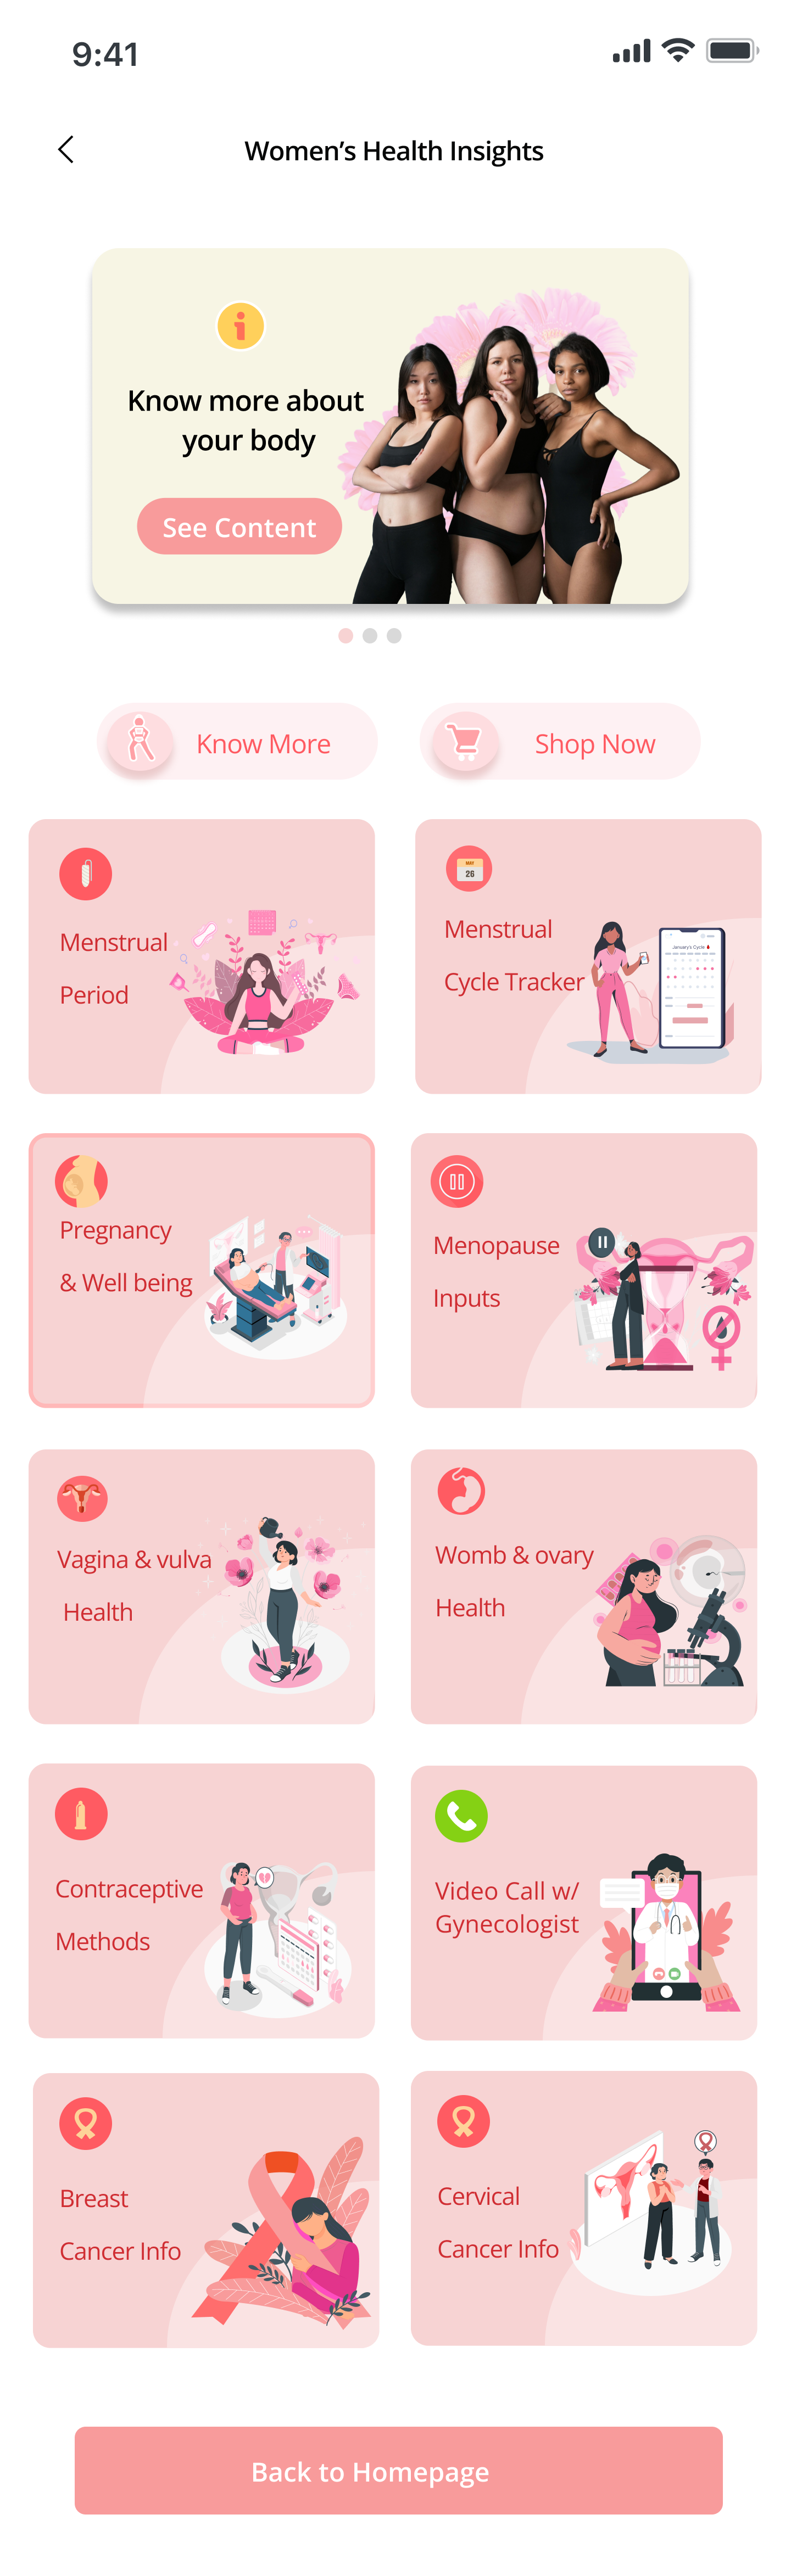 9:41
Women’s Health Insights
Know more about
your body
See Content
Know More
Shop Now
Menstrual
Period
MAY
26
Menstrual
Cycle Tracker
January's Cycle
Pregnancy
& Well being
Menopause
Inputs
Vagina & vulva
Health
Womb & ovary
Health
Contraceptive
Methods
Video Call w/
Gynecologist
Breast
Cancer Info
Cervical
Cancer Info
Back to Homepage